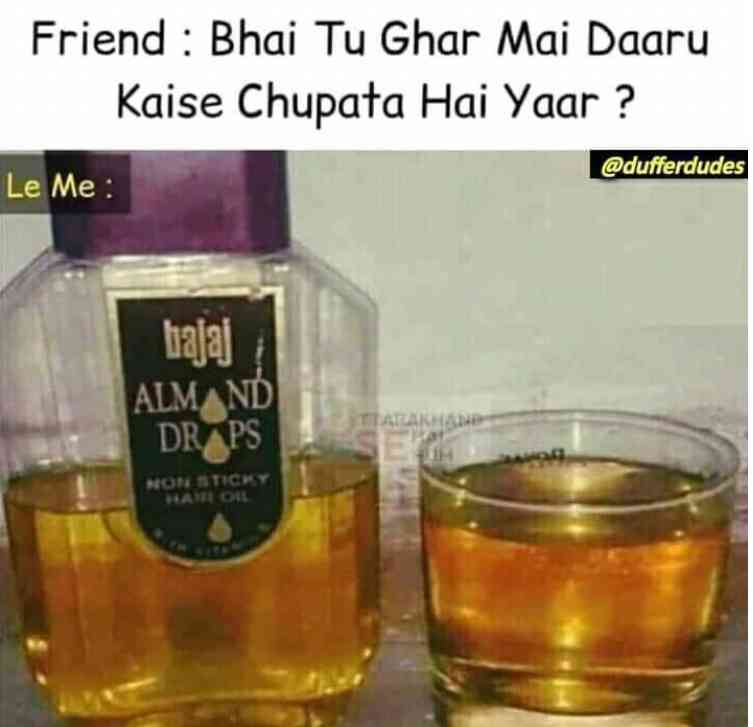 Friend : Bhai Tu Ghar Mai Daaru
Kaise Chupata Hai Yaar ?
@dufferdudes
Le Me :
bajaj
ALMOND
DROPS
NON STICKY
HAIR OIL